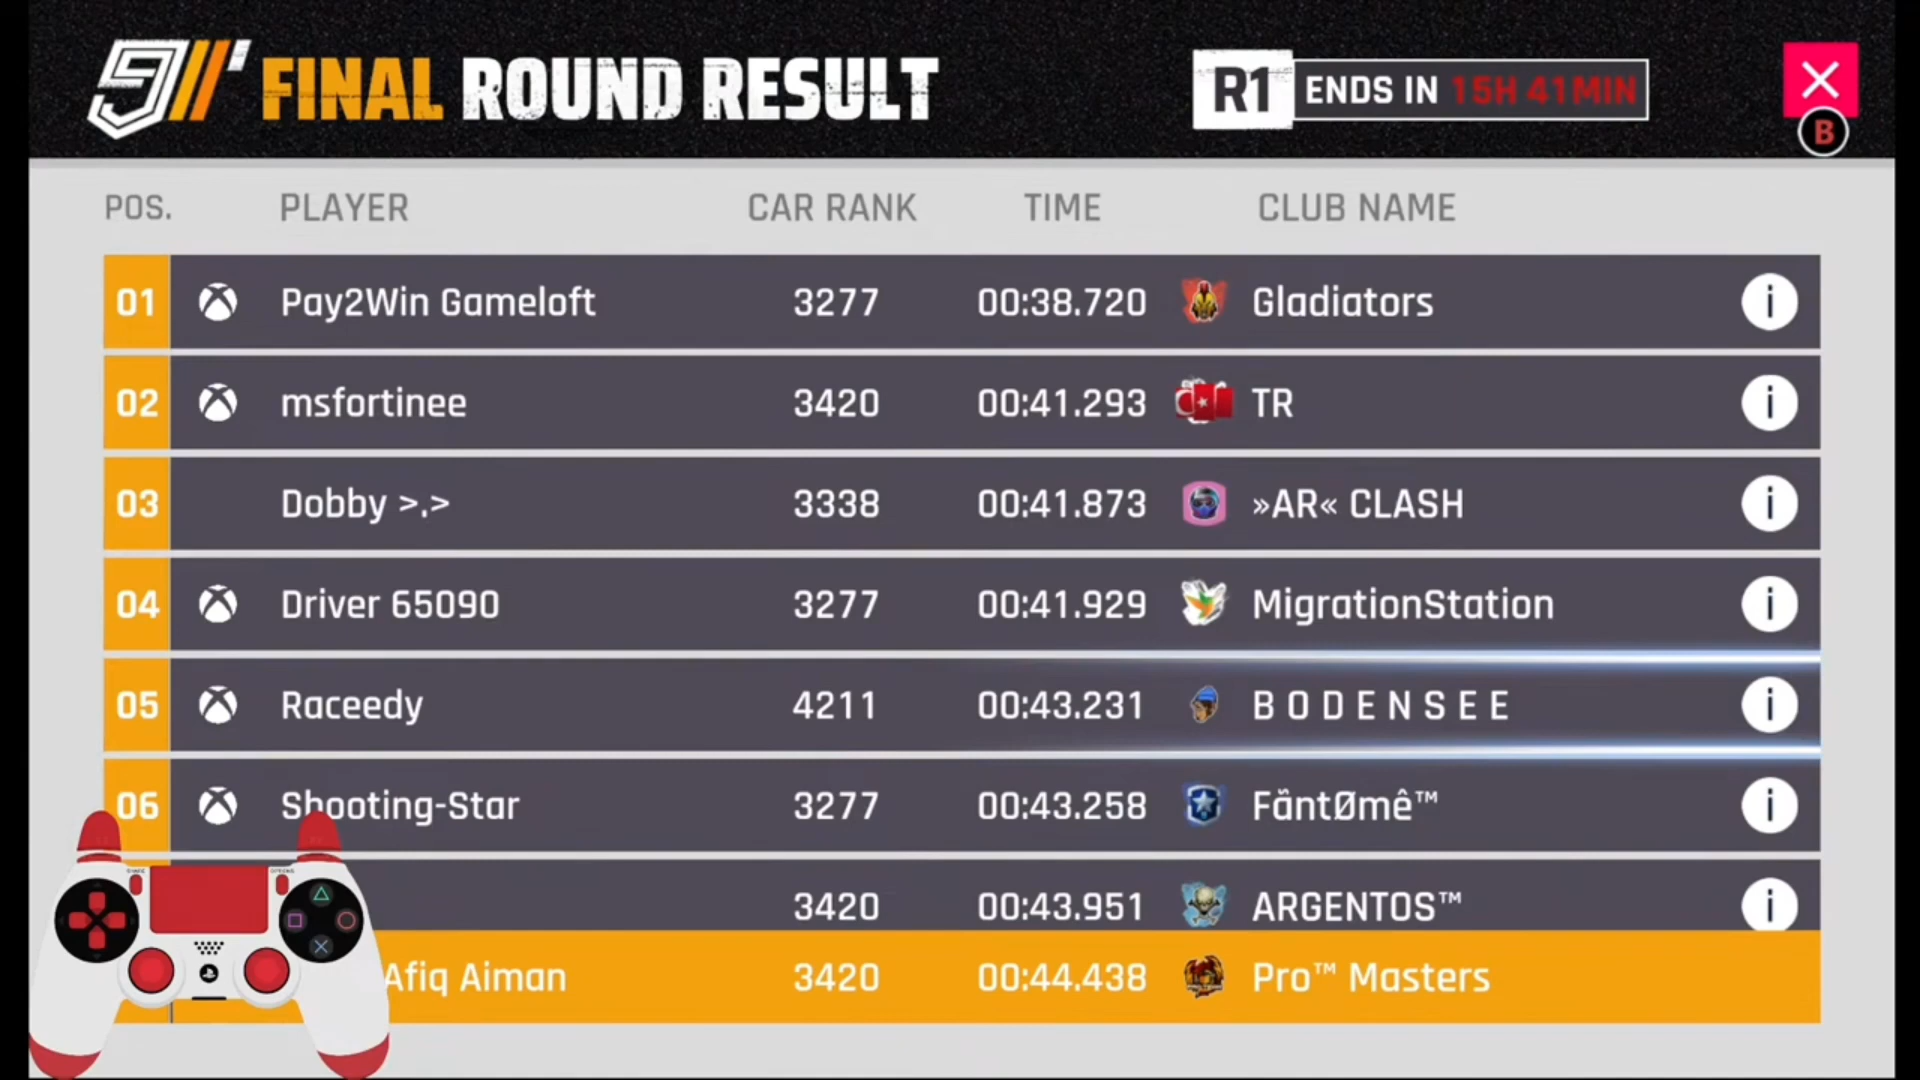 9 FINAL ROUND RESULT
R1 ENDS IN 15H 41MIN
B
POS. PLAYER CAR RANK TIME CLUB NAME
01 Pay2Win Gameloft 3277 00:38.720 Gladiators i
02 msfortinee 3420 00:41.293 TR i
03 Dobby >.> 3338 00:41.873 »AR« CLASH i
04 Driver 65090 3277 00:41.929 MigrationStation i
05 Raceedy 4211 00:43.231 B O D E N S E E i
06 Shooting-Star 3277 00:43.258 FãntØmê™ i
3420 00:43.951 ARGENTOS™ i
Afiq Aiman 3420 00:44.438 Pro™ Masters